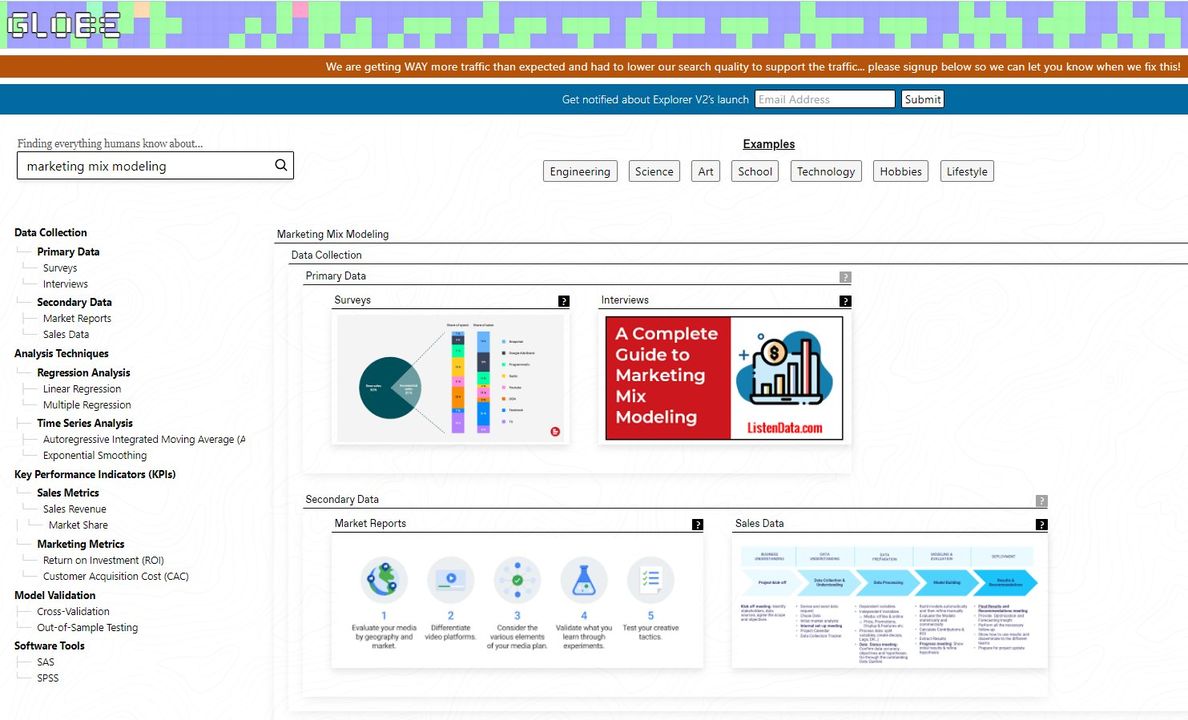 GLOBE
We are getting WAY more traffic than expected and had to lower our search quality to support the traffic... please signup below so we can let you know when we fix this!
Get notified about Explorer V2's launch Email Address Submit
Finding everything humans know about...
marketing mix modeling
Examples
Engineering Science Art School Technology Hobbies Lifestyle
Data Collection
Primary Data
Surveys
Interviews
Secondary Data
Market Reports
Sales Data
Analysis Techniques
Regression Analysis
Linear Regression
Multiple Regression
Time Series Analysis
Autoregressive Integrated Moving Average (A
Exponential Smoothing
Key Performance Indicators (KPIs)
Sales Metrics
Sales Revenue
Market Share
Marketing Metrics
Return on Investment (ROI)
Customer Acquisition Cost (CAC)
Model Validation
Cross-Validation
Out-of-Sample Testing
Software Tools
SAS
SPSS
Marketing Mix Modeling
Data Collection
Primary Data ?
Surveys ?
Interviews ?
A Complete
Guide to
Marketing
Mix
Modeling
ListenData.com
Secondary Data ?
Market Reports ?
1
Evaluate your media
by geography and
market.
2
Differentiate
video platforms.
3
Consider the
various elements
of your media plan.
4
Validate what you
learn through
experiments.
5
Test your creative
tactics.
Sales Data ?
BUSINESS
UNDERSTANDING
DATA
UNDERSTANDING
DATA
PREPARATION
MODELING &
EVALUATION
DEPLOYMENT
Project Kick off
Data Collection &
Understanding
Data Processing
Model Building
Results &
Recommendations